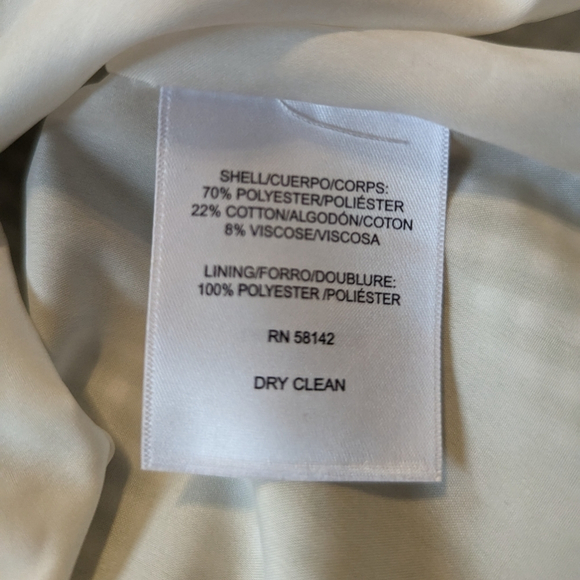 SHELL/CUERPO/CORPS:
70% POLYESTER/POLIÉSTER
22% COTTON/ALGODÓN/COTON
8% VISCOSE/VISCOSA
LINING/FORRO/DOUBLURE:
100% POLYESTER /POLIÉSTER
RN 58142
DRY CLEAN